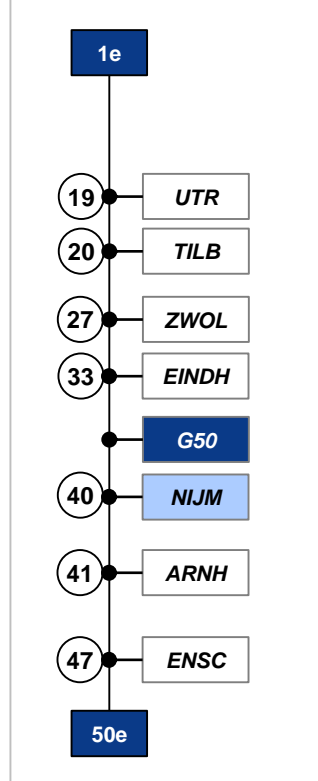 1e
19 UTR
20 TILB
27 ZWOL
33 EINDH
G50
40 NIJM
41 ARNH
47 ENSC
50e